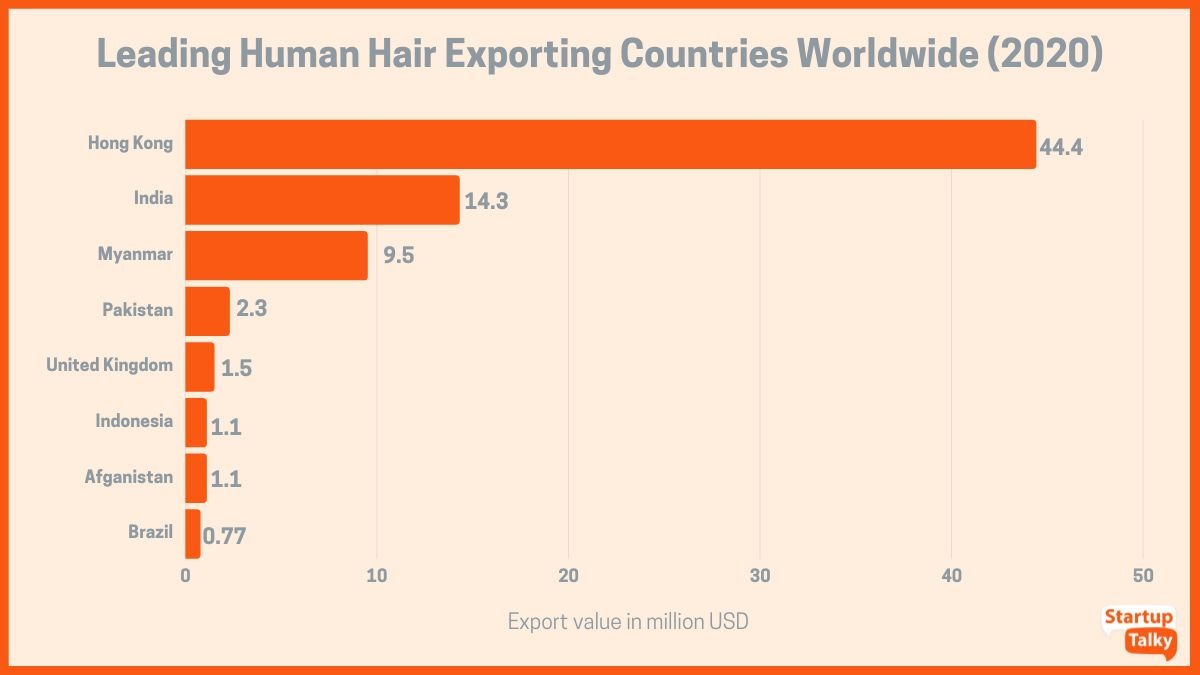 Leading Human Hair Exporting Countries Worldwide (2020)
Hong Kong 44.4
India 14.3
Myanmar 9.5
Pakistan 2.3
United Kingdom 1.5
Indonesia 1.1
Afganistan 1.1
Brazil 0.77
0 10 20 30 40 50
Export value in million USD
Startup
Talky